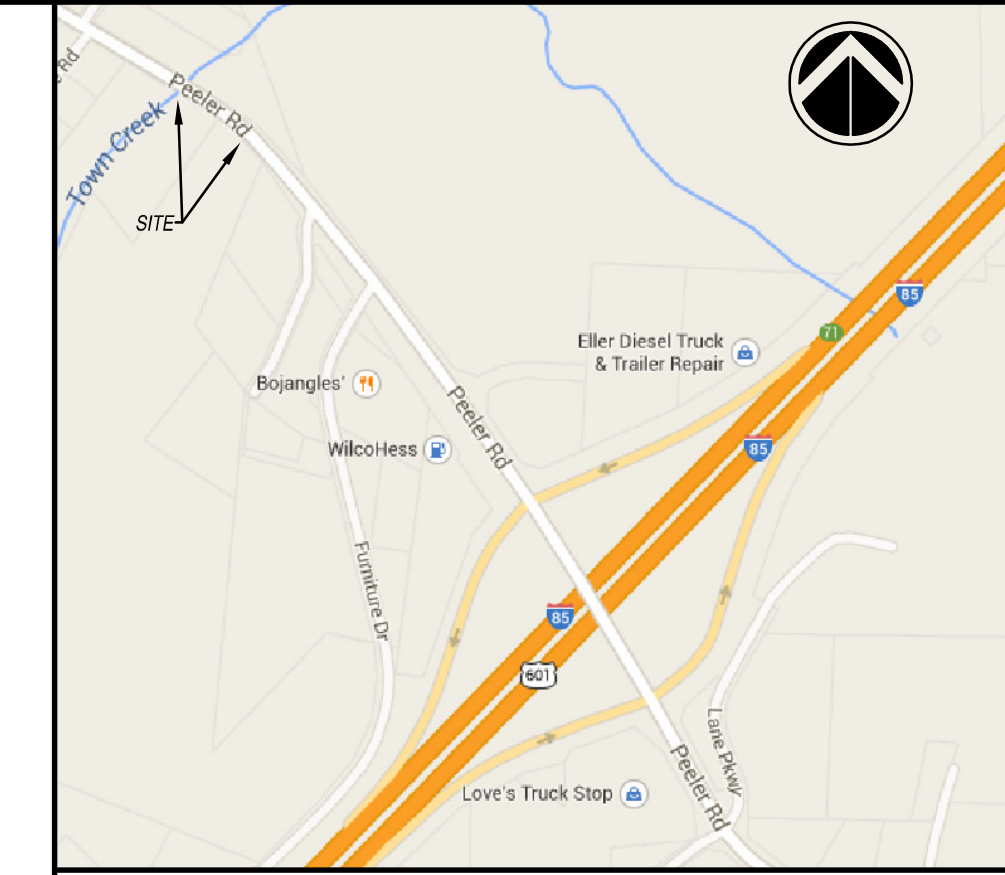 Rd
Peeler Rd
Town Creek
SITE
85
71
Eller Diesel Truck
& Trailer Repair
Bojangles'
Peeler Rd
WilcoHess
85
Furniture Dr
85
601
Lane Pkwy
Peeler Rd
Love's Truck Stop